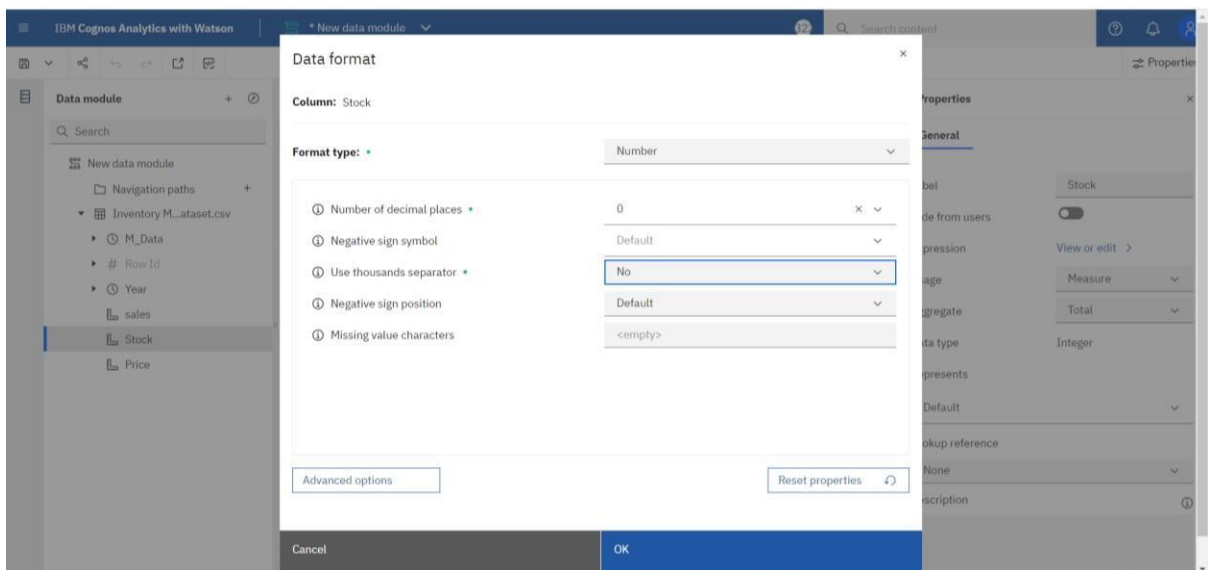 IBM Cognos Analytics with Watson
* New data module
Search content
Properties
Data module
Search
New data module
Navigation paths
Inventory M...ataset.csv
M_Data
Row Id
Year
sales
Stock
Price
Data format
Column: Stock
Format type: Number
Number of decimal places 0
Negative sign symbol Default
Use thousands separator No
Negative sign position Default
Missing value characters <empty>
Advanced options
Reset properties
Cancel
OK
Properties
General
bel Stock
de from users
pression View or edit
age Measure
gregate Total
ta type Integer
presents
Default
okup reference
None
scription